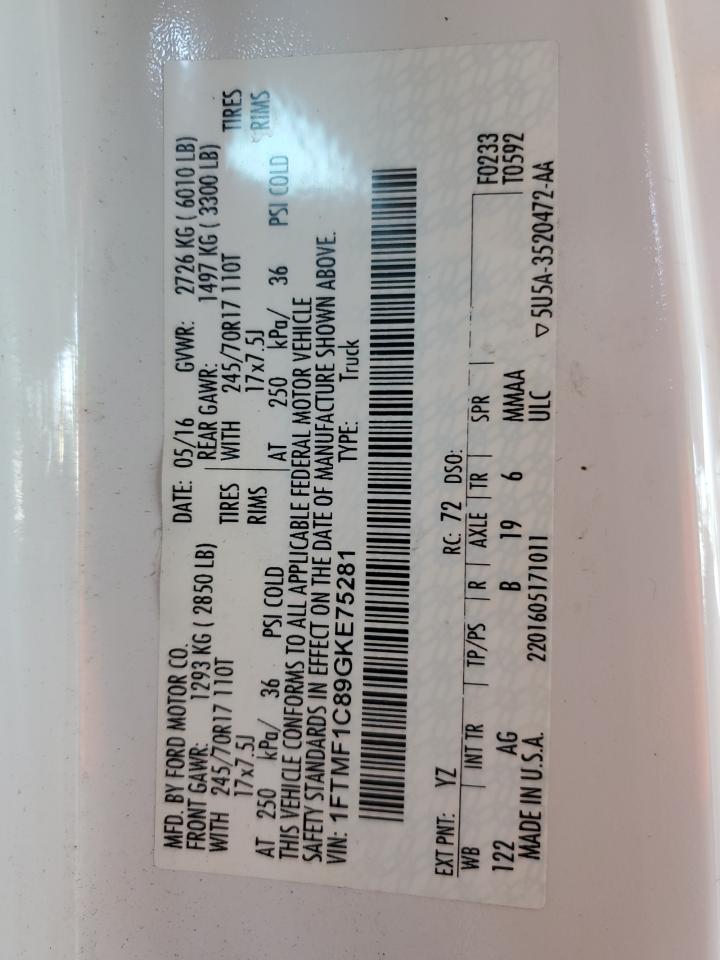 MFD. BY FORD MOTOR CO.
DATE: 05/16 GVWR: 2726 KG ( 6010 LB)
FRONT GAWR: 1293 KG ( 2850 LB)
REAR GAWR: 1497 KG ( 3300 LB)
WITH 245/70R17 110T TIRES
WITH 245/70R17 110T TIRES
17x7.5J RIMS
17x7.5J RIMS
AT 250 kPa/ 36 PSI COLD
AT 250 kPa/ 36 PSI COLD
THIS VEHICLE CONFORMS TO ALL APPLICABLE FEDERAL MOTOR VEHICLE
SAFETY STANDARDS IN EFFECT ON THE DATE OF MANUFACTURE SHOWN ABOVE.
VIN: 1FTMF1C89GKE75281 TYPE: Truck
EXT PNT: YZ RC: 72 DSO:
WB INT TR TP/PS R AXLE TR SPR F0233
122 AG B 19 6 MMAA T0592
MADE IN U.S.A. 2201605171011 ULC
▽5U5A-3520472-AA